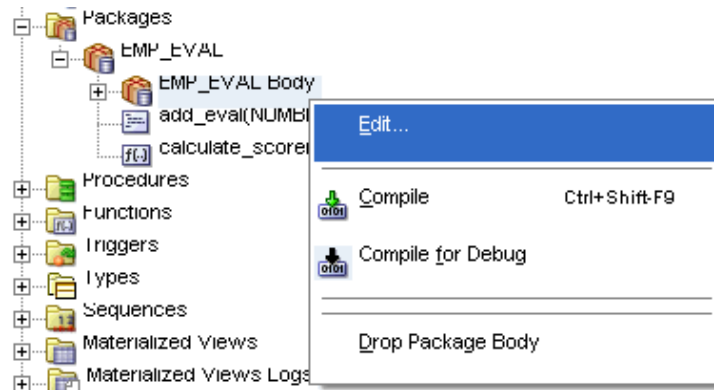 Packages
EMP_EVAL
EMP_EVAL Body
add_eval(NUMBE
calculate_score(
Procedures
Functions
Triggers
Types
Sequences
Materialized Views
Materialized Views Logs
Edit...
Compile Ctrl+Shift-F9
Compile for Debug
Drop Package Body